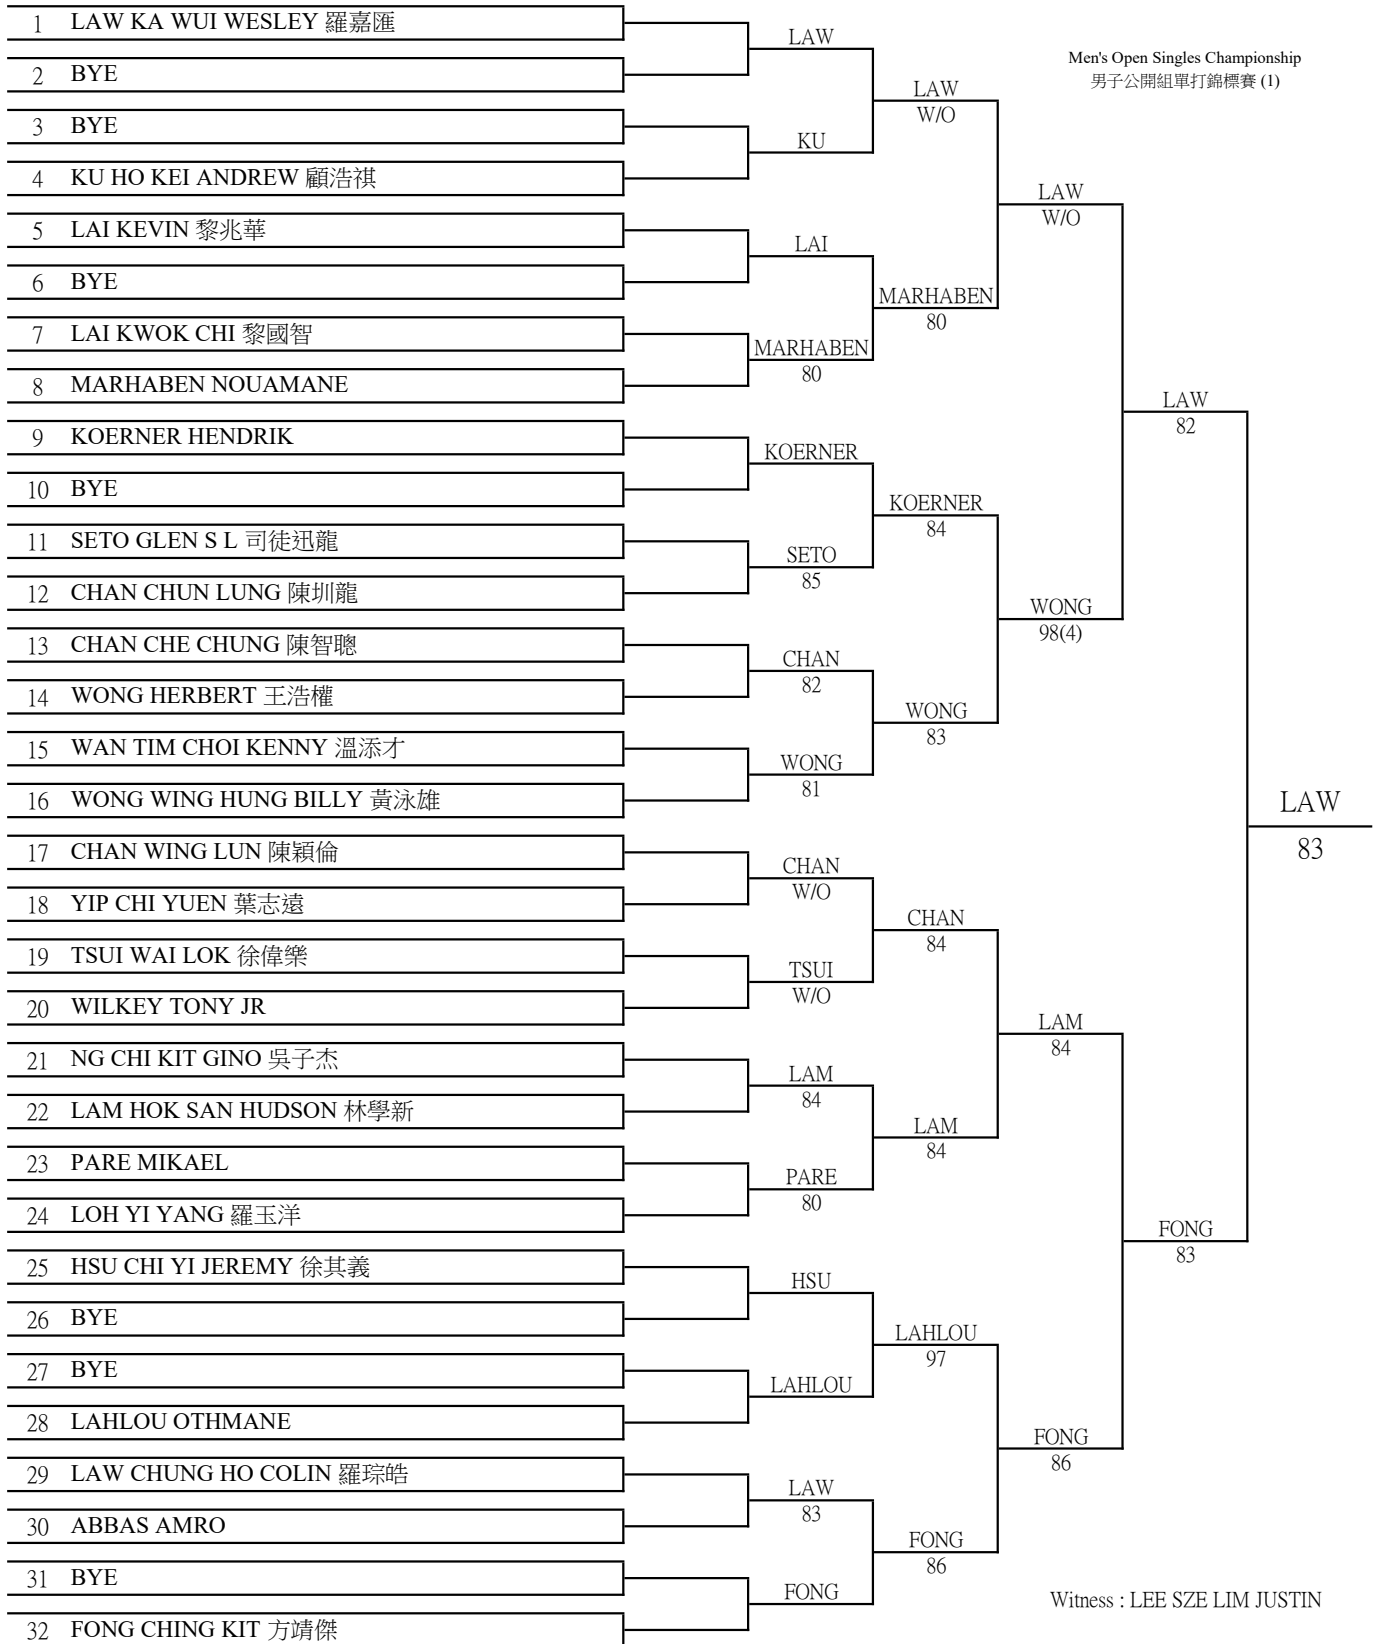 Men's Open Singles Championship
男子公開組單打錦標賽 (1)
1 LAW KA WUI WESLEY 羅嘉匯
2 BYE
3 BYE
4 KU HO KEI ANDREW 顧浩祺
5 LAI KEVIN 黎兆華
6 BYE
7 LAI KWOK CHI 黎國智
8 MARHABEN NOUAMANE
9 KOERNER HENDRIK
10 BYE
11 SETO GLEN S L 司徒迅龍
12 CHAN CHUN LUNG 陳圳龍
13 CHAN CHE CHUNG 陳智聰
14 WONG HERBERT 王浩權
15 WAN TIM CHOI KENNY 溫添才
16 WONG WING HUNG BILLY 黃泳雄
17 CHAN WING LUN 陳穎倫
18 YIP CHI YUEN 葉志遠
19 TSUI WAI LOK 徐偉樂
20 WILKEY TONY JR
21 NG CHI KIT GINO 吳子杰
22 LAM HOK SAN HUDSON 林學新
23 PARE MIKAEL
24 LOH YI YANG 羅玉洋
25 HSU CHI YI JEREMY 徐其義
26 BYE
27 BYE
28 LAHLOU OTHMANE
29 LAW CHUNG HO COLIN 羅琮皓
30 ABBAS AMRO
31 BYE
32 FONG CHING KIT 方靖傑
LAW
KU
LAI
MARHABEN
80
KOERNER
SETO
85
CHAN
82
WONG
81
CHAN
W/O
TSUI
W/O
LAM
84
PARE
80
HSU
LAHLOU
LAW
83
FONG
LAW
W/O
MARHABEN
80
KOERNER
84
WONG
83
CHAN
84
LAM
84
LAHLOU
97
FONG
86
LAW
W/O
WONG
98(4)
LAM
84
FONG
86
LAW
82
FONG
83
LAW
83
Witness : LEE SZE LIM JUSTIN